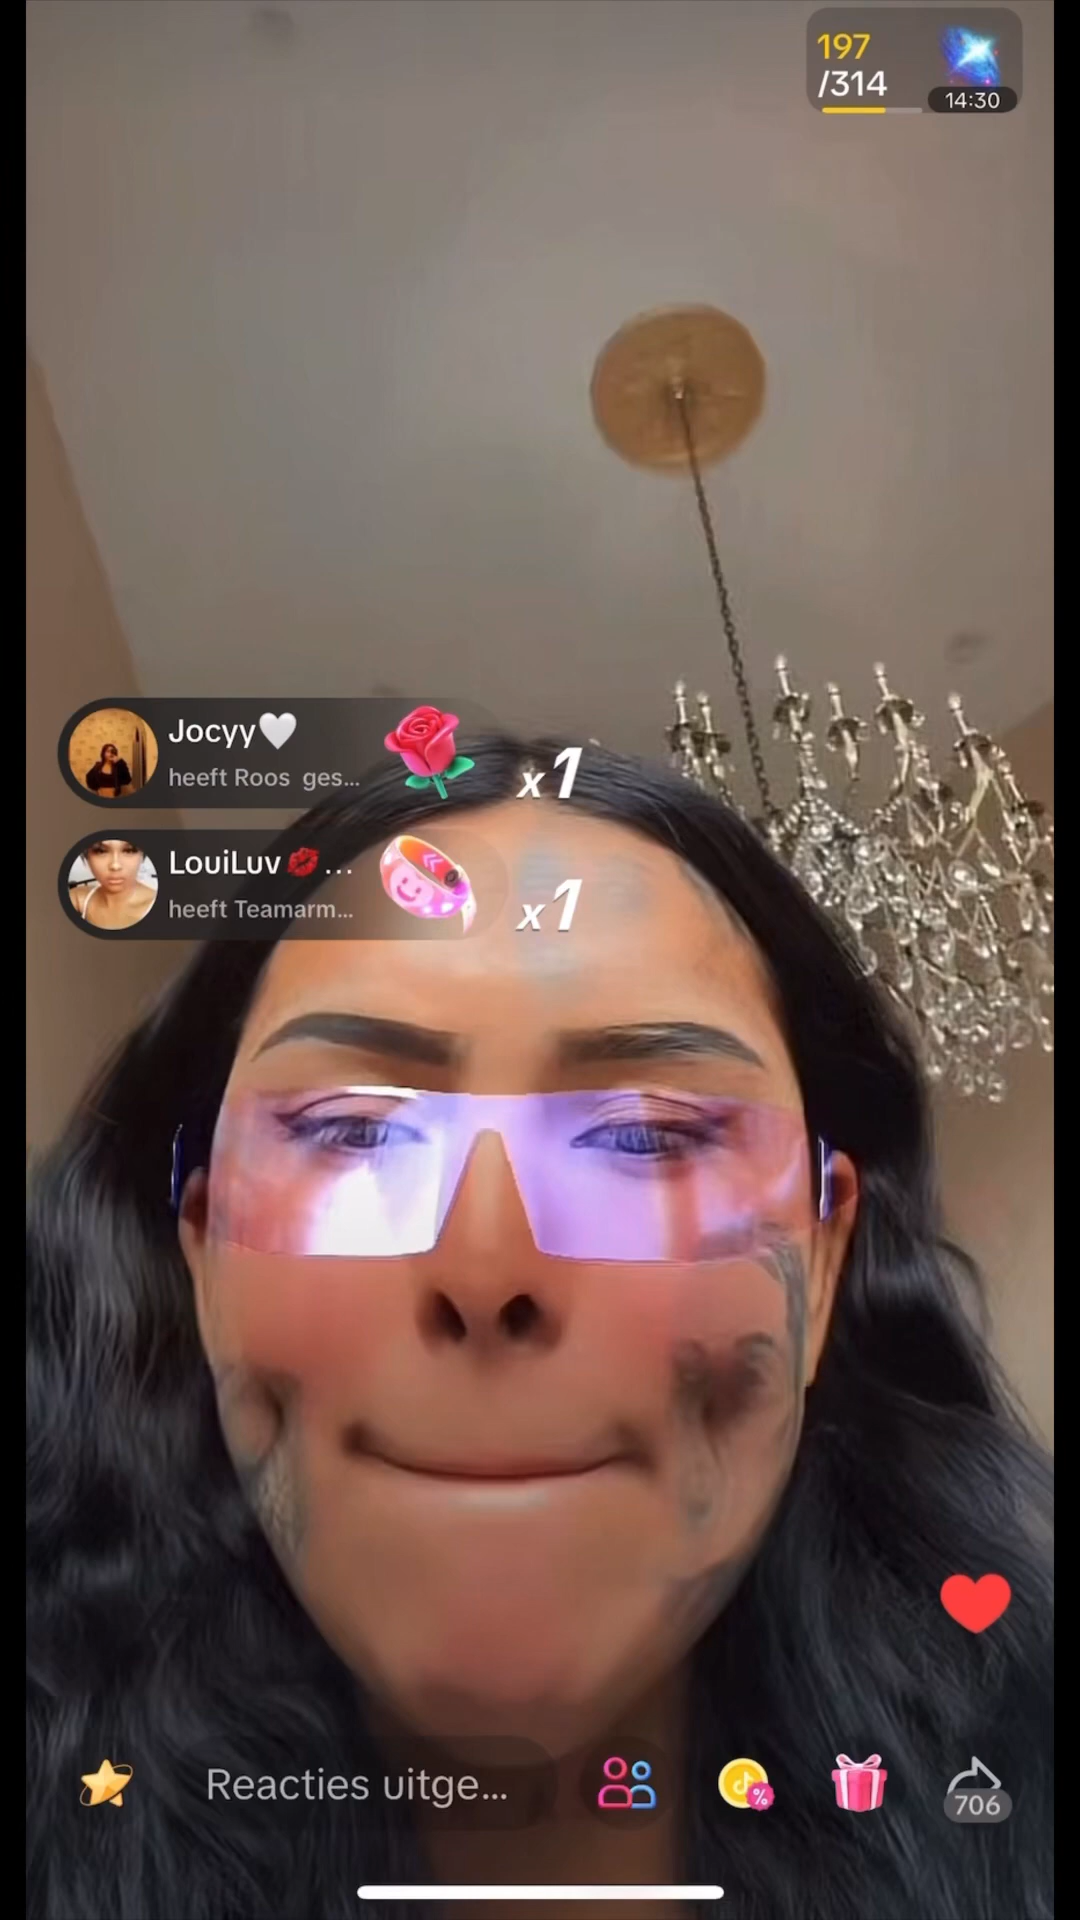 197
/314
14:30
Jocyy🤍
heeft Roos ges...
x1
LouiLuv💋...
heeft Teamarm...
x1
Reacties uitge...
%
706